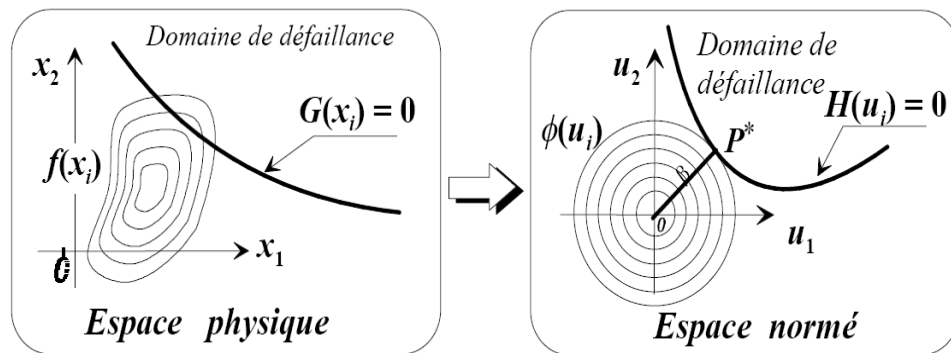 Domaine de défaillance
x₂
G(xᵢ) = 0
f(xᵢ)
x₁
0
Espace physique
Domaine de
défaillance
u₂
H(uᵢ) = 0
ϕ(uᵢ)
P*
β
0
u₁
Espace normé